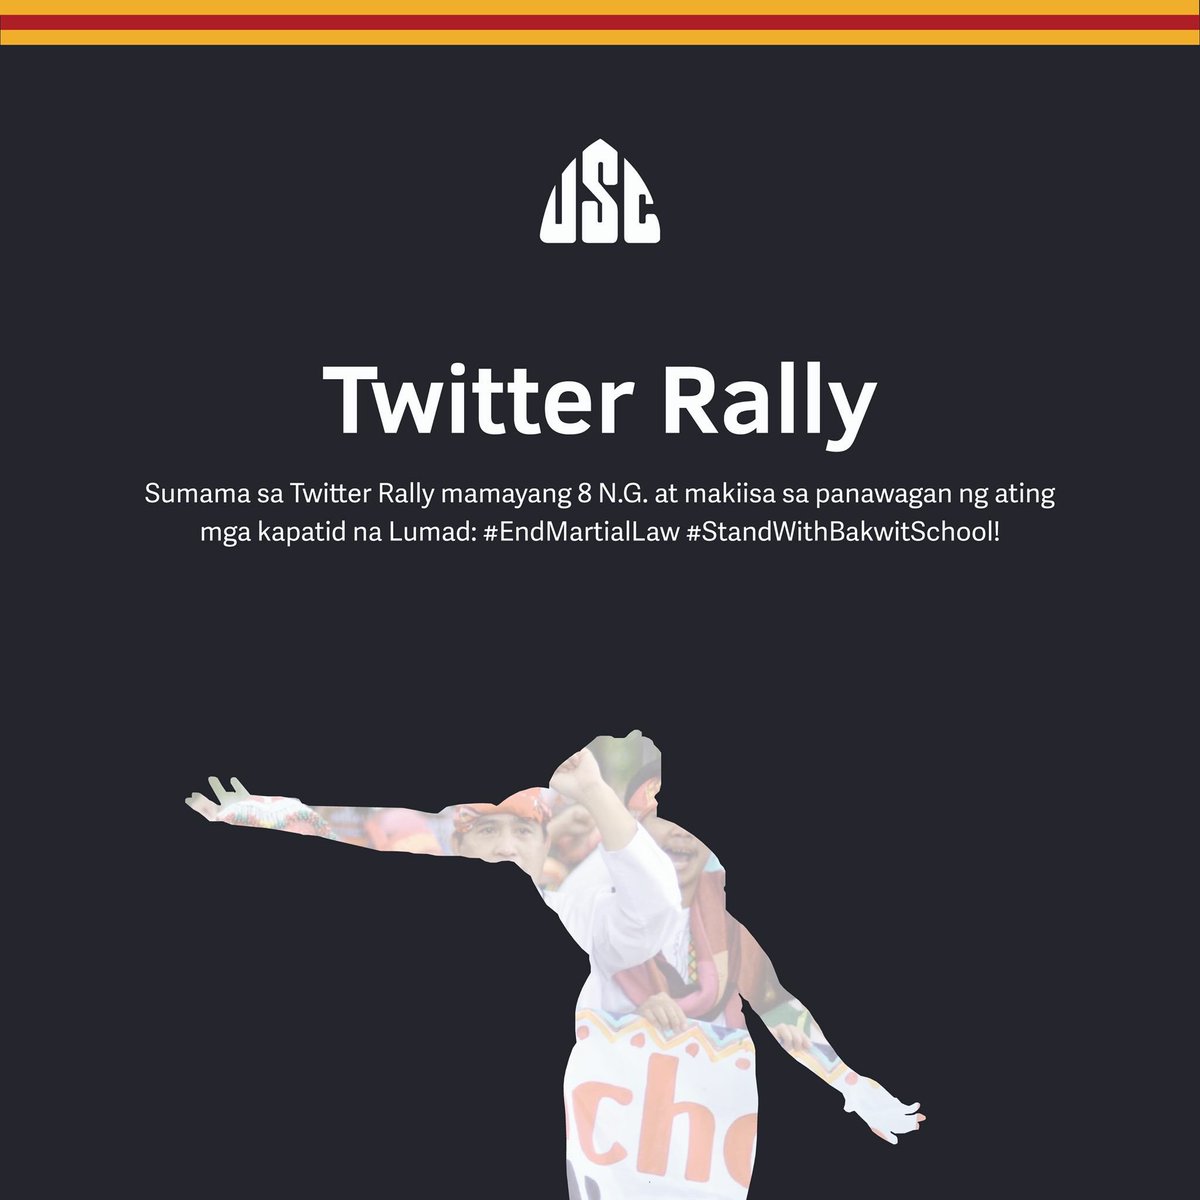 USC
Twitter Rally
Sumama sa Twitter Rally mamayang 8 N.G. at makiisa sa panawagan ng ating
mga kapatid na Lumad: #EndMartialLaw #StandWithBakwitSchool!
cho